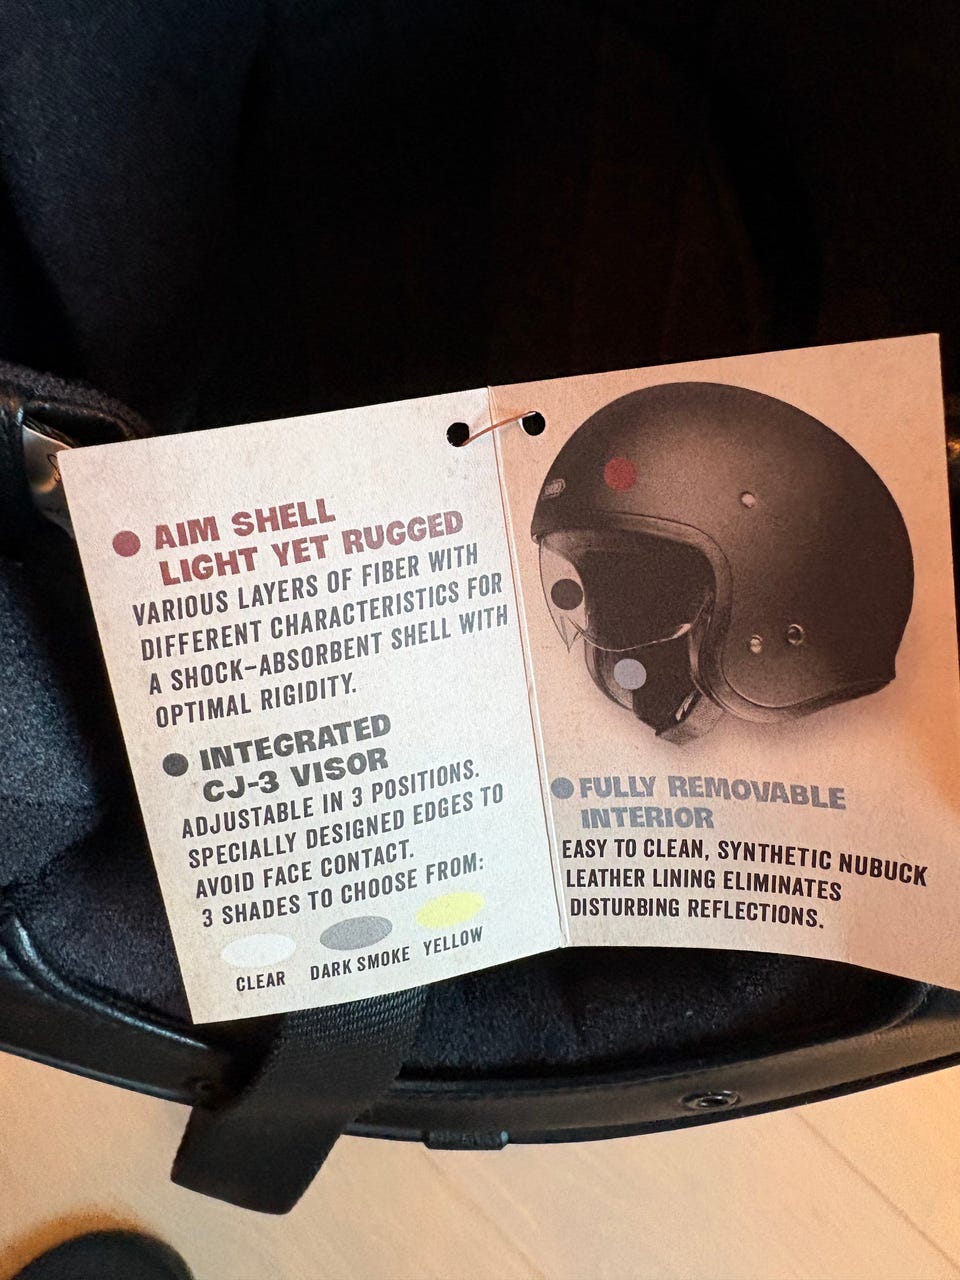 AIM SHELL
LIGHT YET RUGGED
VARIOUS LAYERS OF FIBER WITH
DIFFERENT CHARACTERISTICS FOR
A SHOCK-ABSORBENT SHELL WITH
OPTIMAL RIGIDITY.
INTEGRATED
CJ-3 VISOR
ADJUSTABLE IN 3 POSITIONS.
SPECIALLY DESIGNED EDGES TO
AVOID FACE CONTACT.
3 SHADES TO CHOOSE FROM:
CLEAR DARK SMOKE YELLOW
FULLY REMOVABLE
INTERIOR
EASY TO CLEAN, SYNTHETIC NUBUCK
LEATHER LINING ELIMINATES
DISTURBING REFLECTIONS.